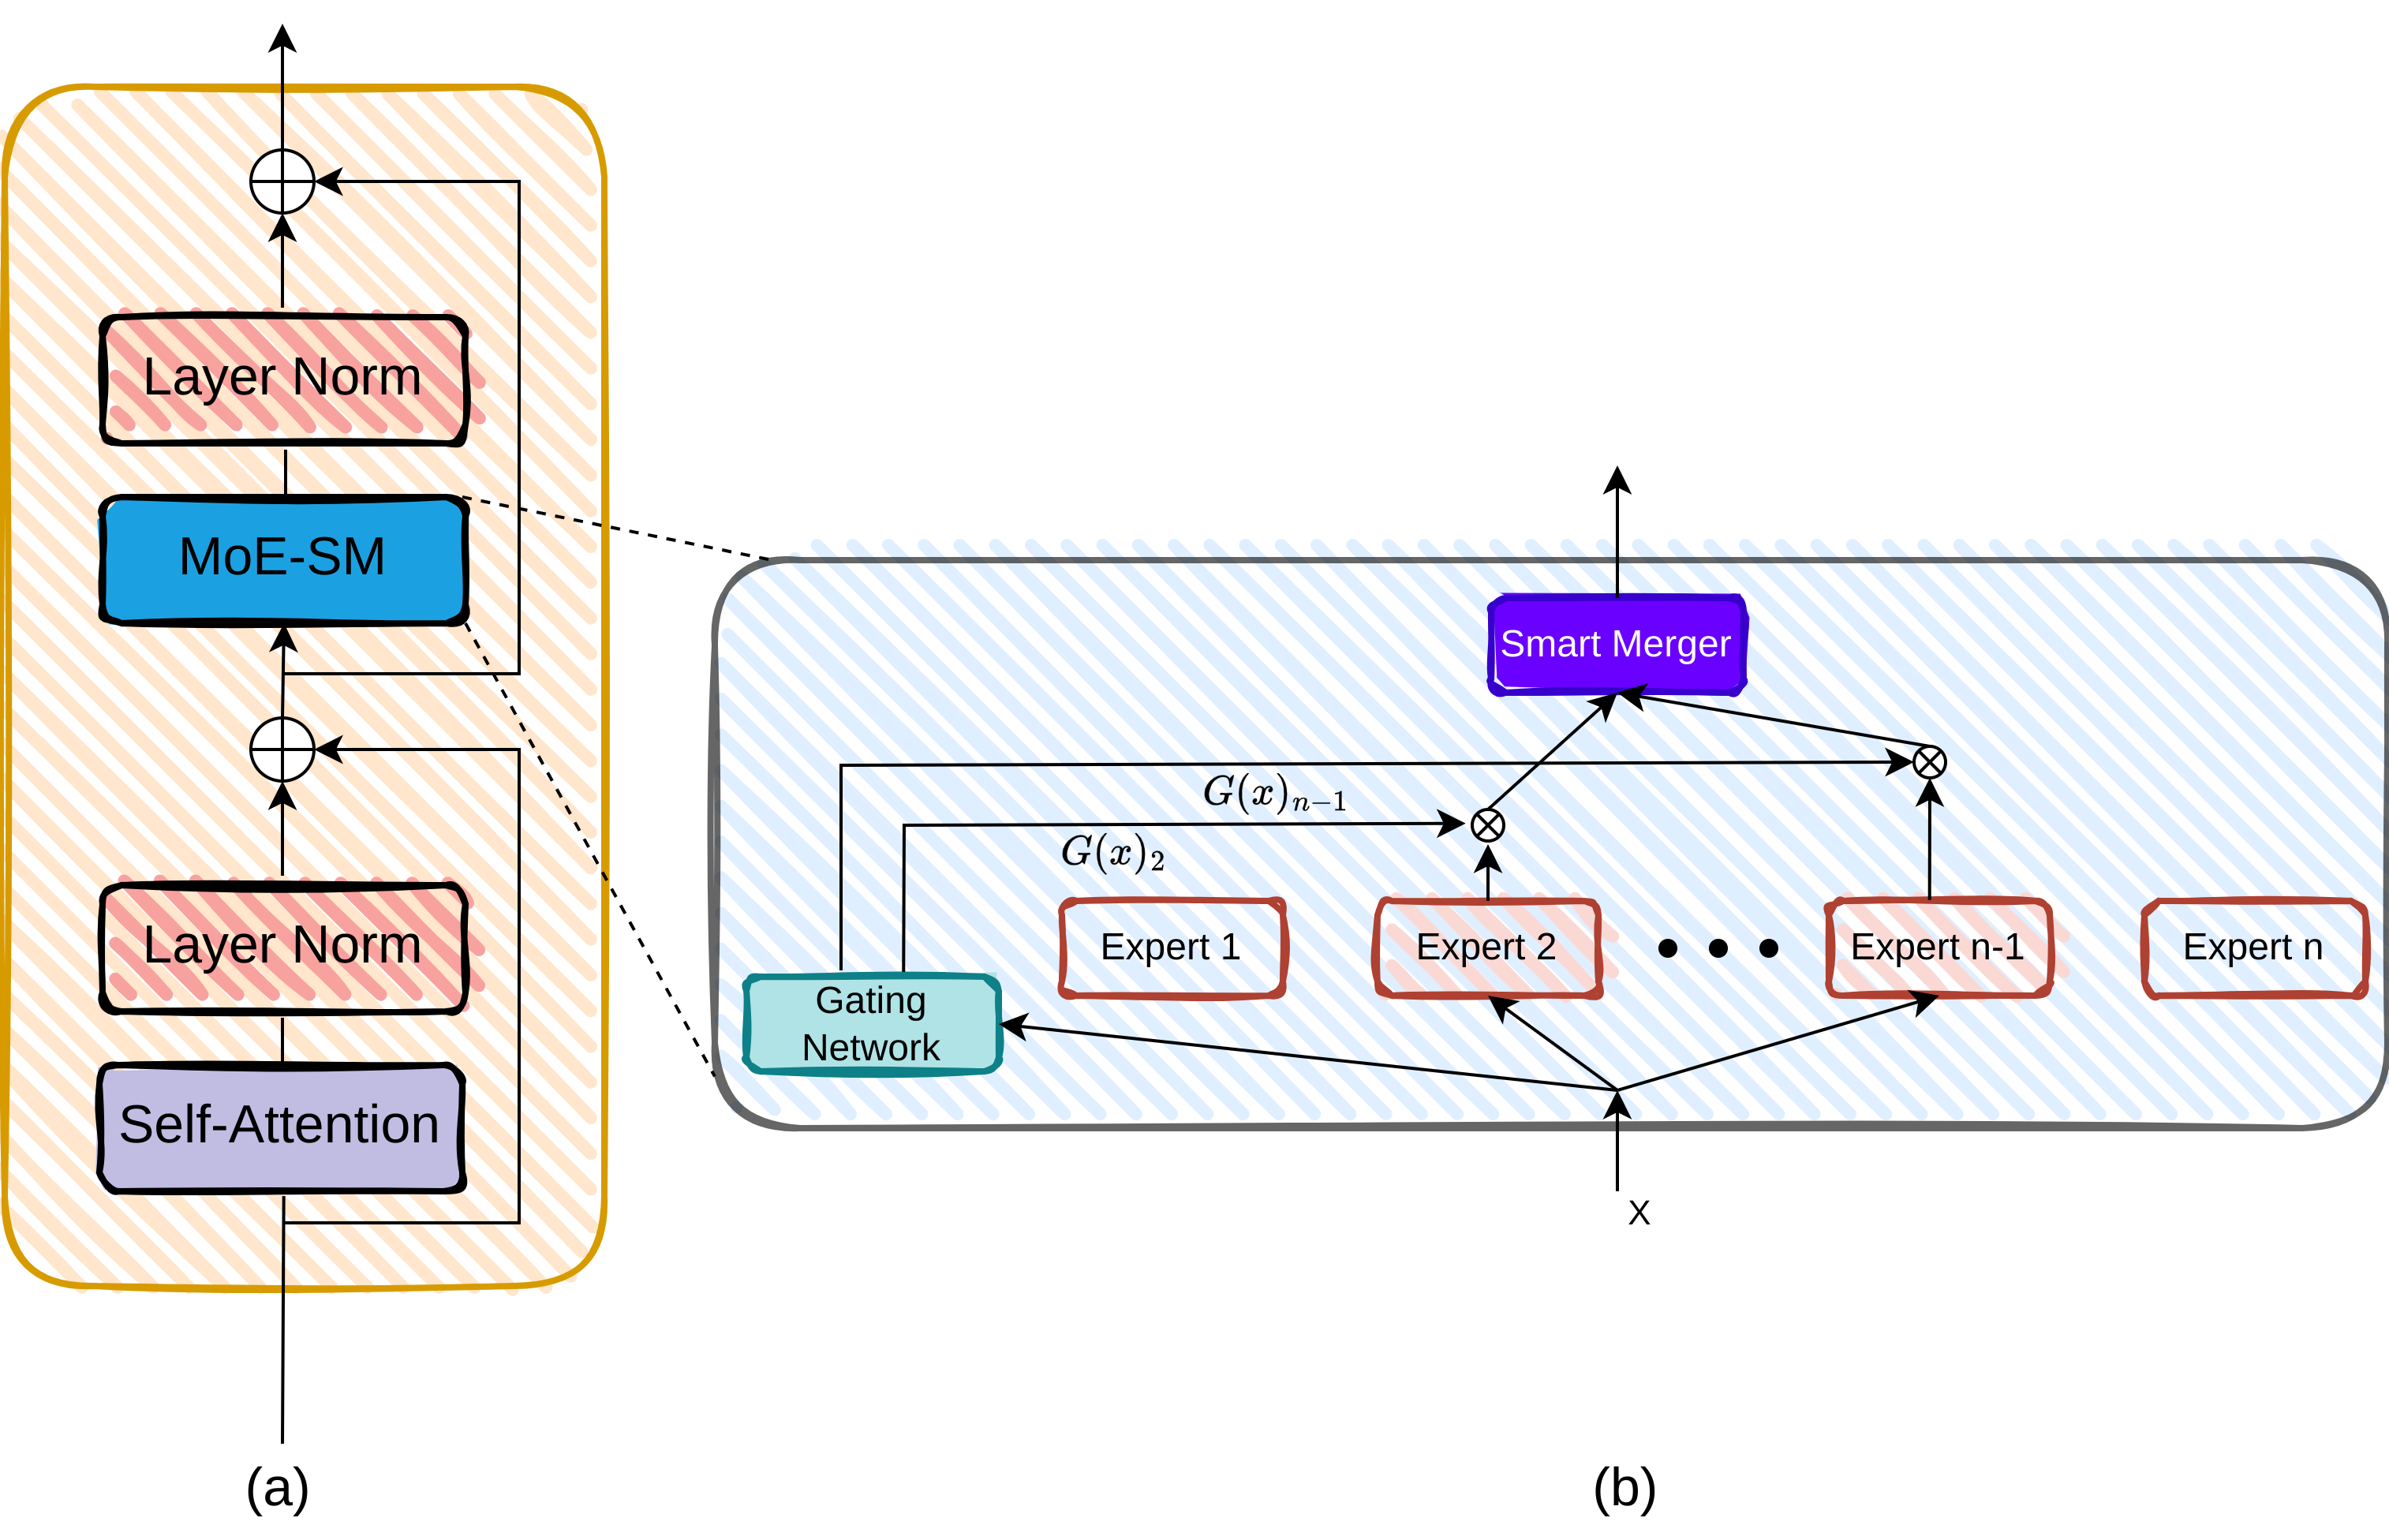 Layer Norm
MoE-SM
Layer Norm
Self-Attention
(a)
Smart Merger
G(x)ₙ₋₁
G(x)₂
Expert 1
Expert 2
Expert n-1
Expert n
Gating
Network
X
(b)